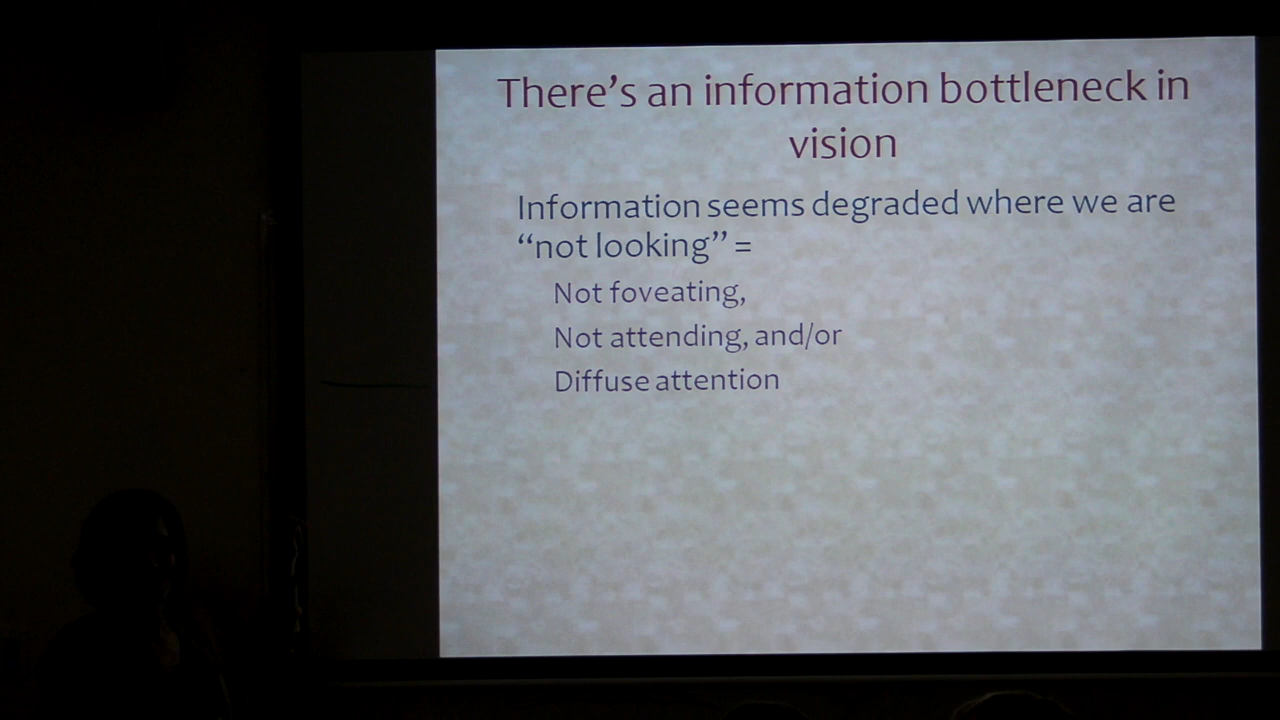 There’s an information bottleneck in
vision
Information seems degraded where we are
“not looking” =
Not foveating,
Not attending, and/or
Diffuse attention